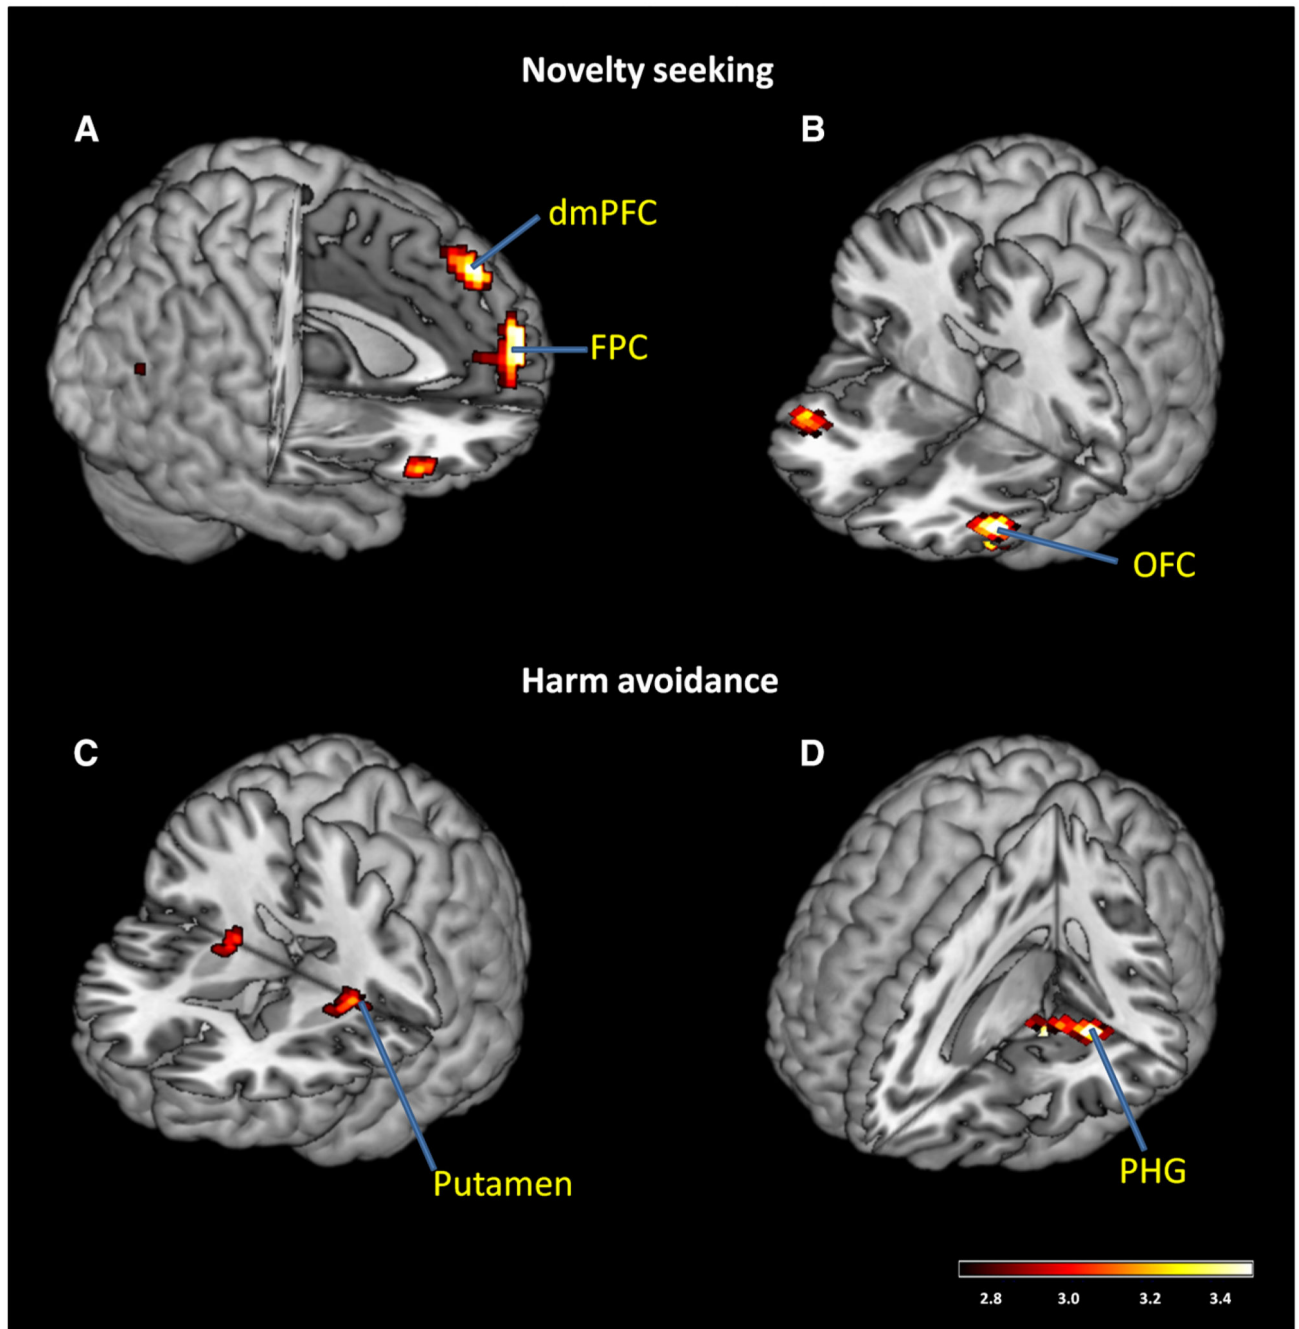 Novelty seeking
A
B
dmPFC
FPC
OFC
Harm avoidance
C
D
Putamen
PHG
2.8 3.0 3.2 3.4